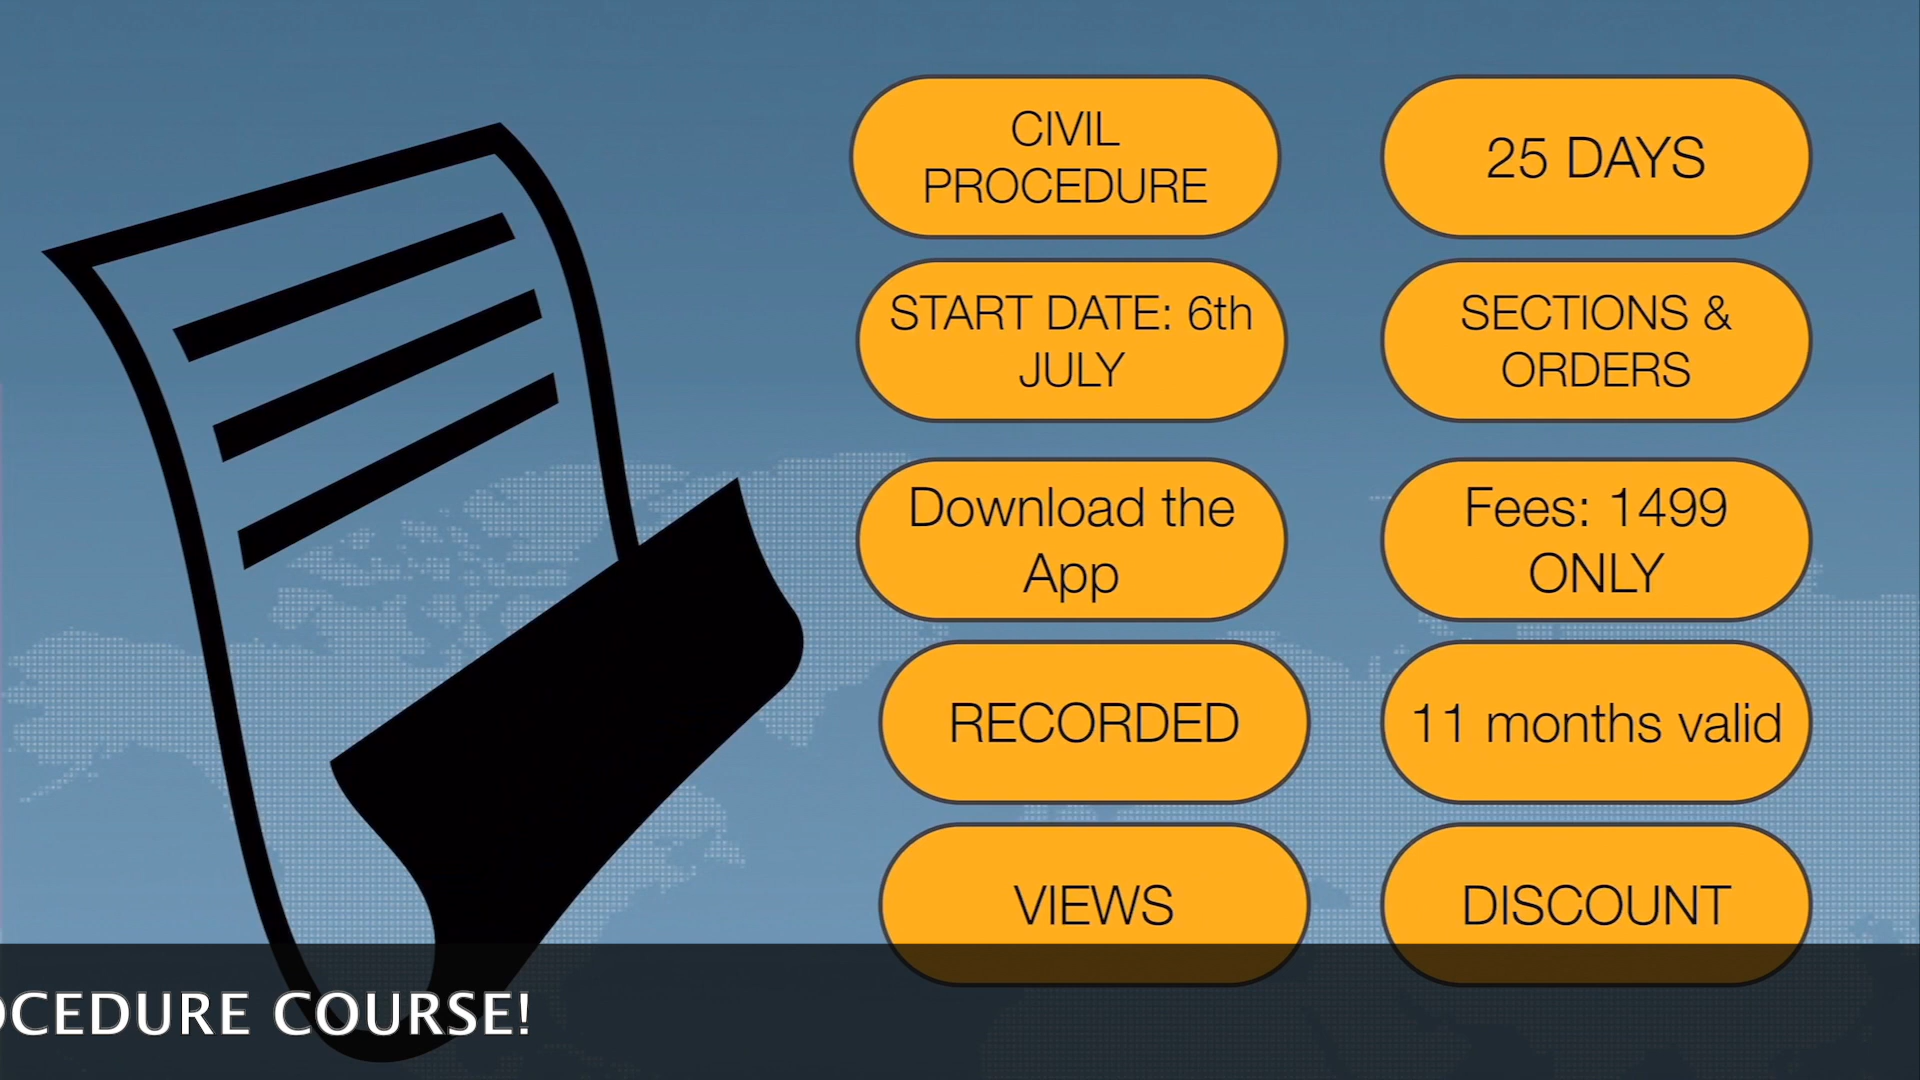 CIVIL
PROCEDURE
25 DAYS
START DATE: 6th
JULY
SECTIONS &
ORDERS
Download the
App
Fees: 1499
ONLY
RECORDED
11 months valid
VIEWS
DISCOUNT
OCEDURE COURSE!